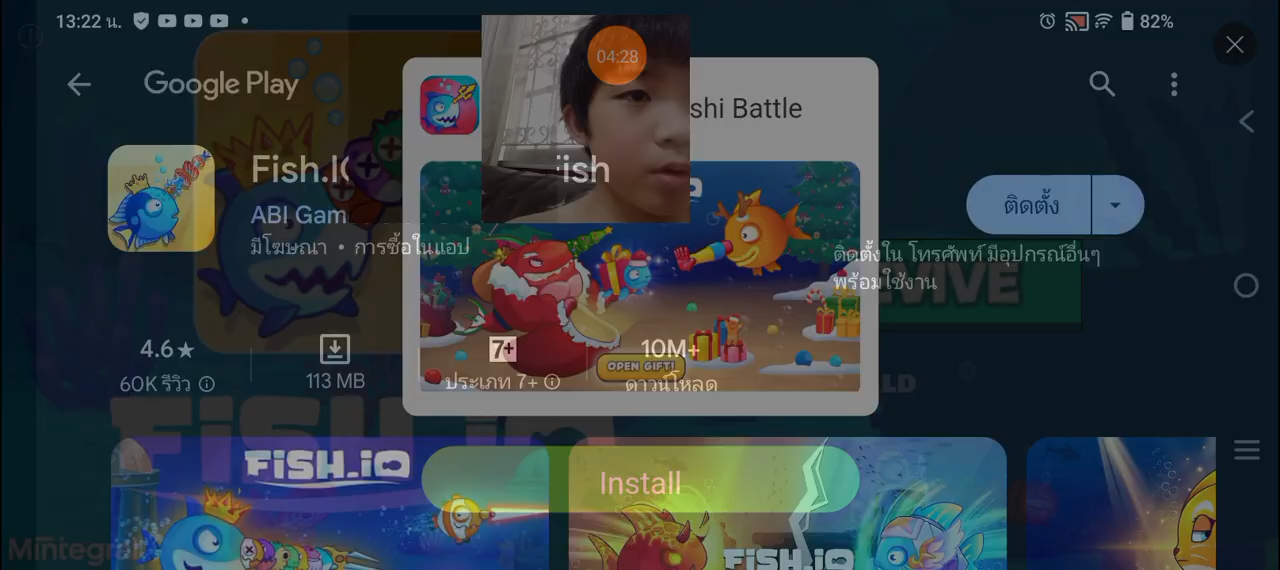 13:22 น.
82%
04:28
Google Play
shi Battle
Fish.I
ish
ABI Gam
มีโฆษณา • การซื้อในแอป
ติดตั้ง
ติดตั้งใน โทรศัพท์ มีอุปกรณ์อื่นๆ
พร้อมใช้งาน
VIVE
4.6★
60K รีวิว
113 MB
7+
ประเภท 7+
10M+
ดาวน์โหลด
OPEN GIFT!
LD
FISH.IO
FISH.IO
Install
FISH.IO
Mintegr